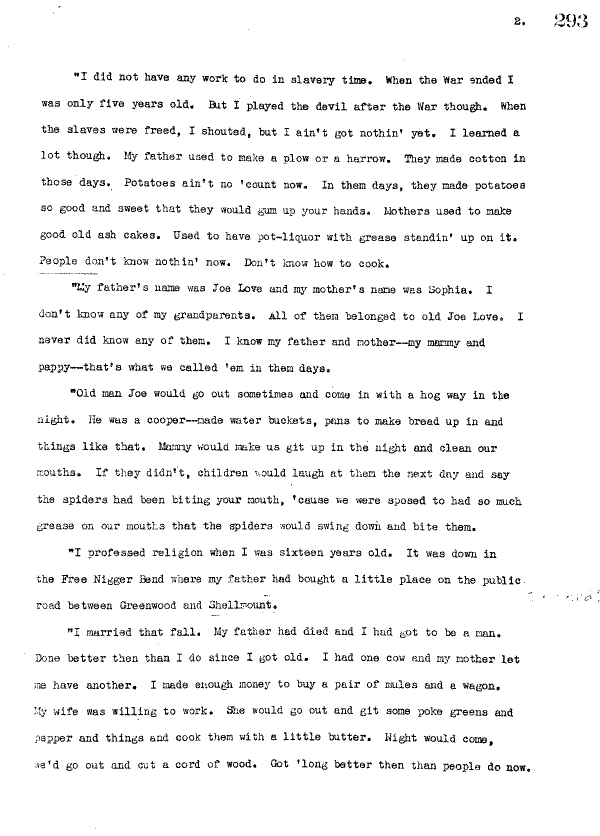 2. 293
"I did not have any work to do in slavery time. When the War ended I
was only five years old. But I played the devil after the War though. When
the slaves were freed, I shouted, but I ain't got nothin' yet. I learned a
lot though. My father used to make a plow or a harrow. They made cotton in
those days. Potatoes ain't no 'count now. In them days, they made potatoes
so good and sweet that they would gum up your hands. Mothers used to make
good old ash cakes. Used to have pot-liquor with grease standin' up on it.
People don't know nothin' now. Don't know how to cook.
"My father's name was Joe Love and my mother's name was Sophia. I
don't know any of my grandparents. All of them belonged to old Joe Love. I
never did know any of them. I know my father and mother—my mammy and
pappy—that's what we called 'em in them days.
"Old man Joe would go out sometimes and come in with a hog way in the
night. He was a cooper—made water buckets, pans to make bread up in and
things like that. Mammy would make us git up in the night and clean our
mouths. If they didn't, children would laugh at them the next day and say
the spiders had been biting your mouth, 'cause we were sposed to had so much
grease on our mouths that the spiders would swing down and bite them.
"I professed religion when I was sixteen years old. It was down in
the Free Nigger Bend where my father had bought a little place on the public
road between Greenwood and Shellmount.
"I married that fall. My father had died and I had got to be a man.
Done better then than I do since I got old. I had one cow and my mother let
me have another. I made enough money to buy a pair of mules and a wagon.
My wife was willing to work. She would go out and git some poke greens and
pepper and things and cook them with a little butter. Night would come,
we'd go out and cut a cord of wood. Got 'long better then than people do now.